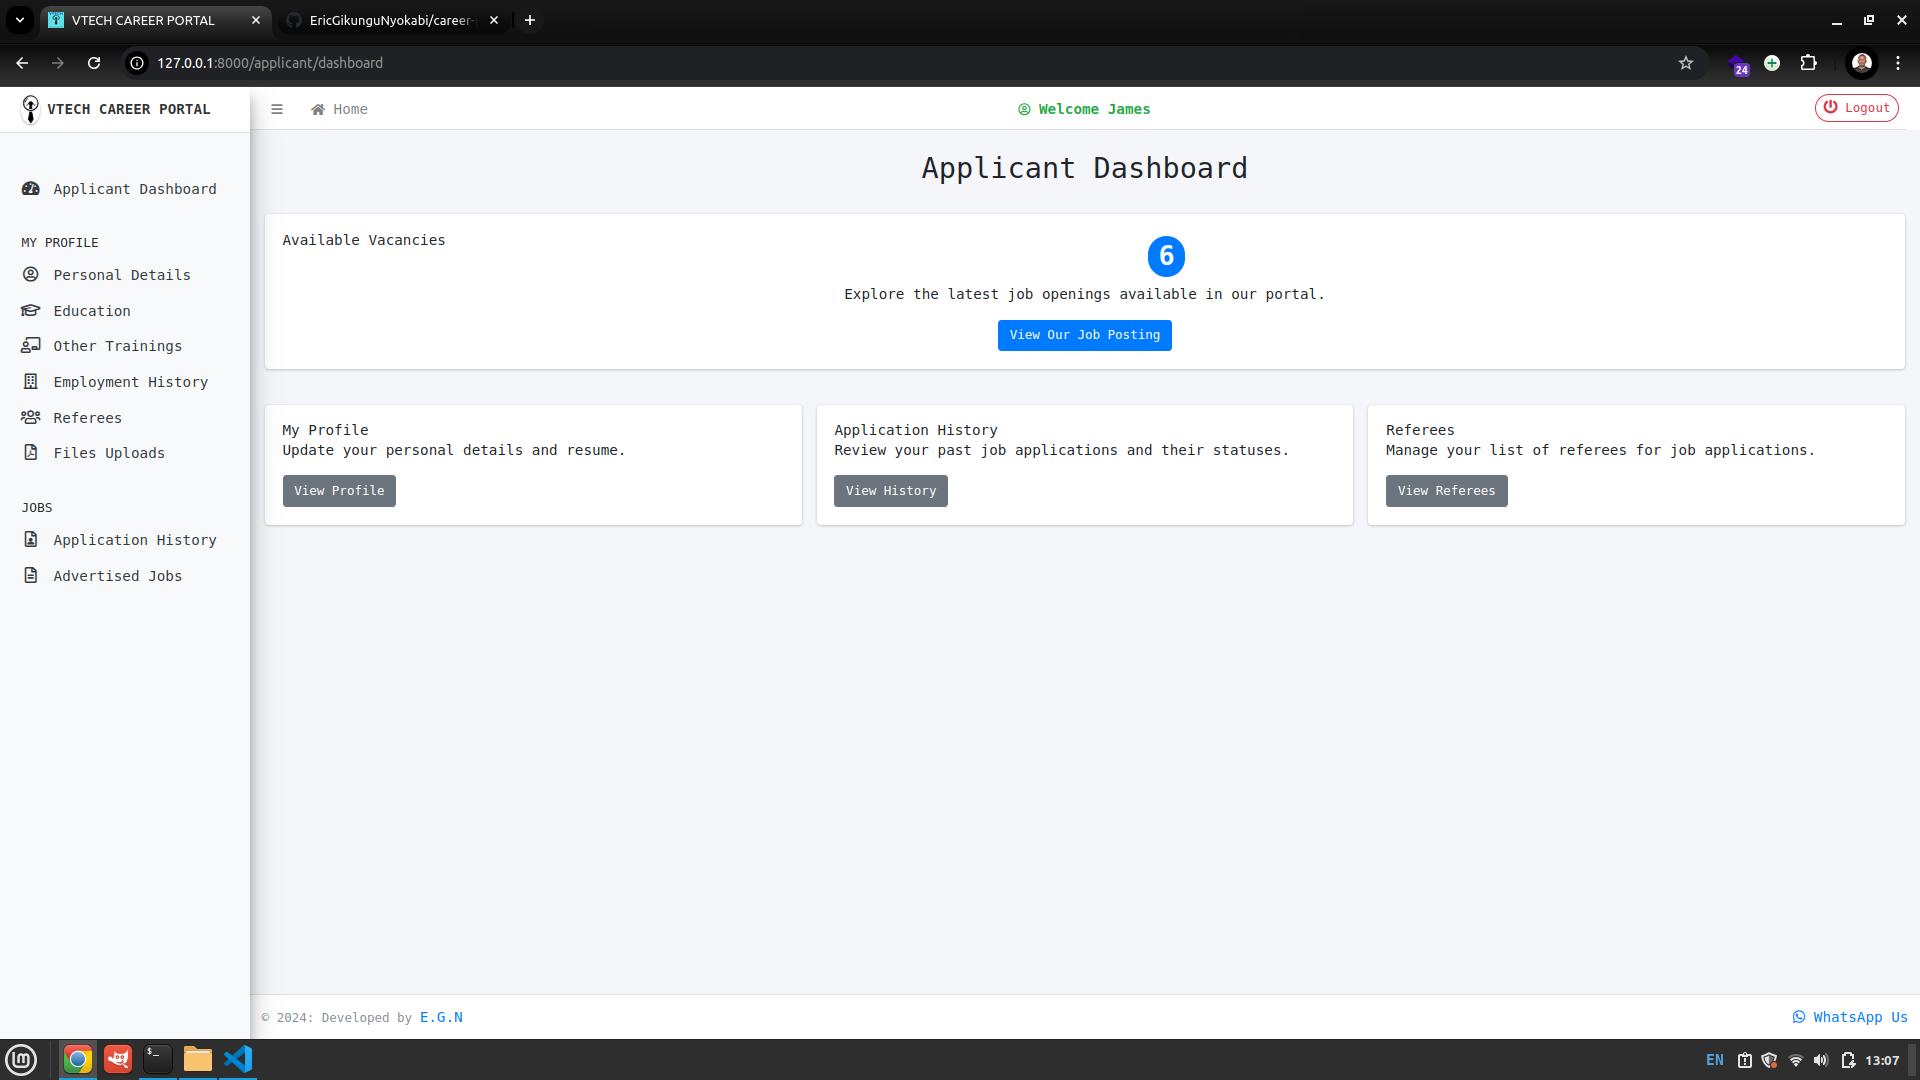 VTECH CAREER PORTAL
EricGikunguNyokabi/career-
127.0.0.1:8000/applicant/dashboard
24
VTECH CAREER PORTAL
Home
Welcome James
Logout
Applicant Dashboard
MY PROFILE
Personal Details
Education
Other Trainings
Employment History
Referees
Files Uploads
JOBS
Application History
Advertised Jobs
Applicant Dashboard
Available Vacancies
6
Explore the latest job openings available in our portal.
View Our Job Posting
My Profile
Update your personal details and resume.
View Profile
Application History
Review your past job applications and their statuses.
View History
Referees
Manage your list of referees for job applications.
View Referees
© 2024: Developed by E.G.N
WhatsApp Us
EN
13:07